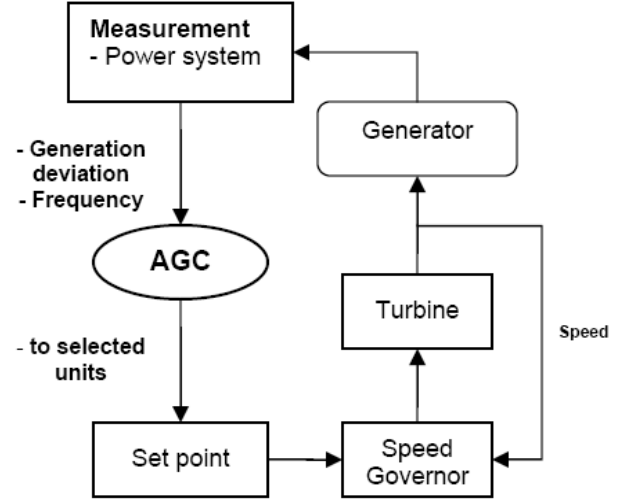 Measurement
- Power system
Generator
- Generation
deviation
- Frequency
AGC
Turbine
Speed
- to selected
units
Set point
Speed
Governor